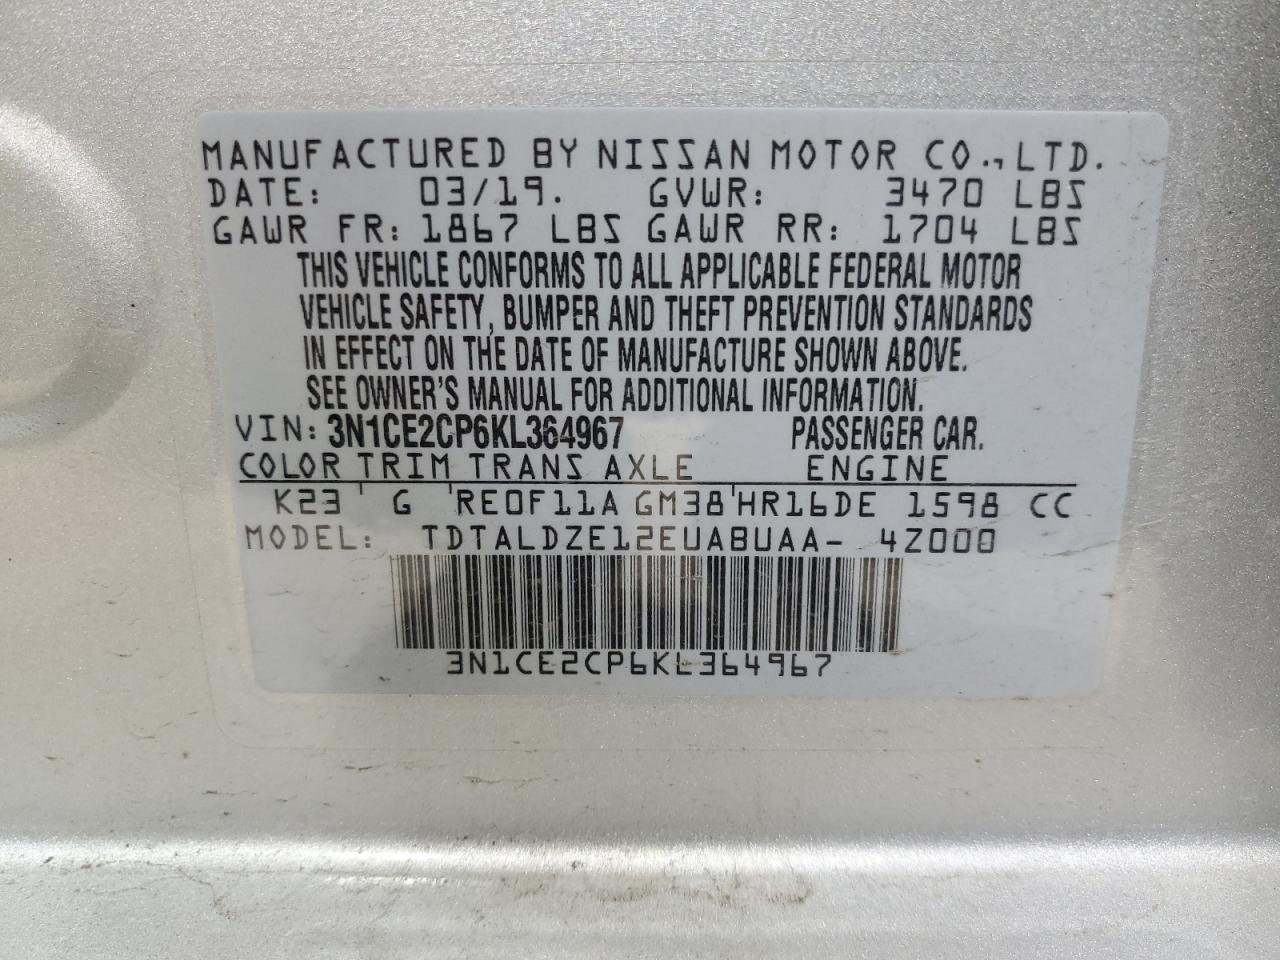 MANUFACTURED BY NISSAN MOTOR CO., LTD.
DATE: 03/19. GVWR: 3470 LBS
GAWR FR: 1867 LBS GAWR RR: 1704 LBS
THIS VEHICLE CONFORMS TO ALL APPLICABLE FEDERAL MOTOR
VEHICLE SAFETY, BUMPER AND THEFT PREVENTION STANDARDS
IN EFFECT ON THE DATE OF MANUFACTURE SHOWN ABOVE.
SEE OWNER'S MANUAL FOR ADDITIONAL INFORMATION.
VIN: 3N1CE2CP6KL364967 PASSENGER CAR.
COLOR TRIM TRANS AXLE ENGINE
K23 G RE0F11A GM38 HR16DE 1598 CC
MODEL: TDTALDZE12EUA8UAA- 4Z000
3N1CE2CP6KL364967